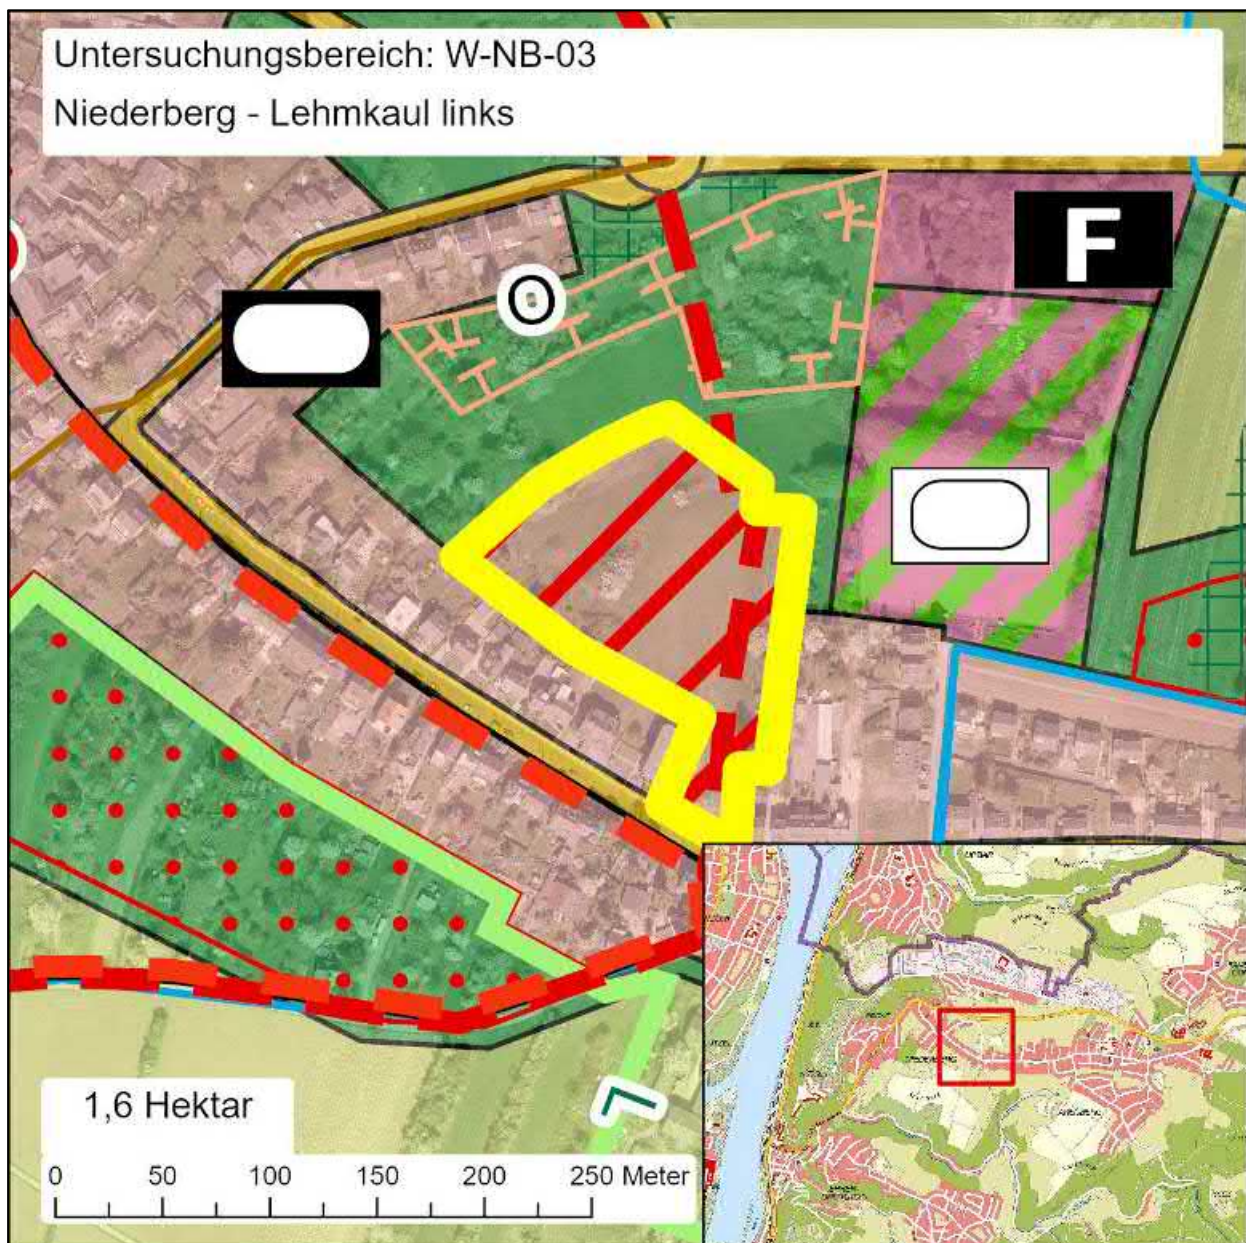 Untersuchungsbereich: W-NB-03
Niederberg - Lehmkaul links
F
O
L
1,6 Hektar
0 50 100 150 200 250 Meter